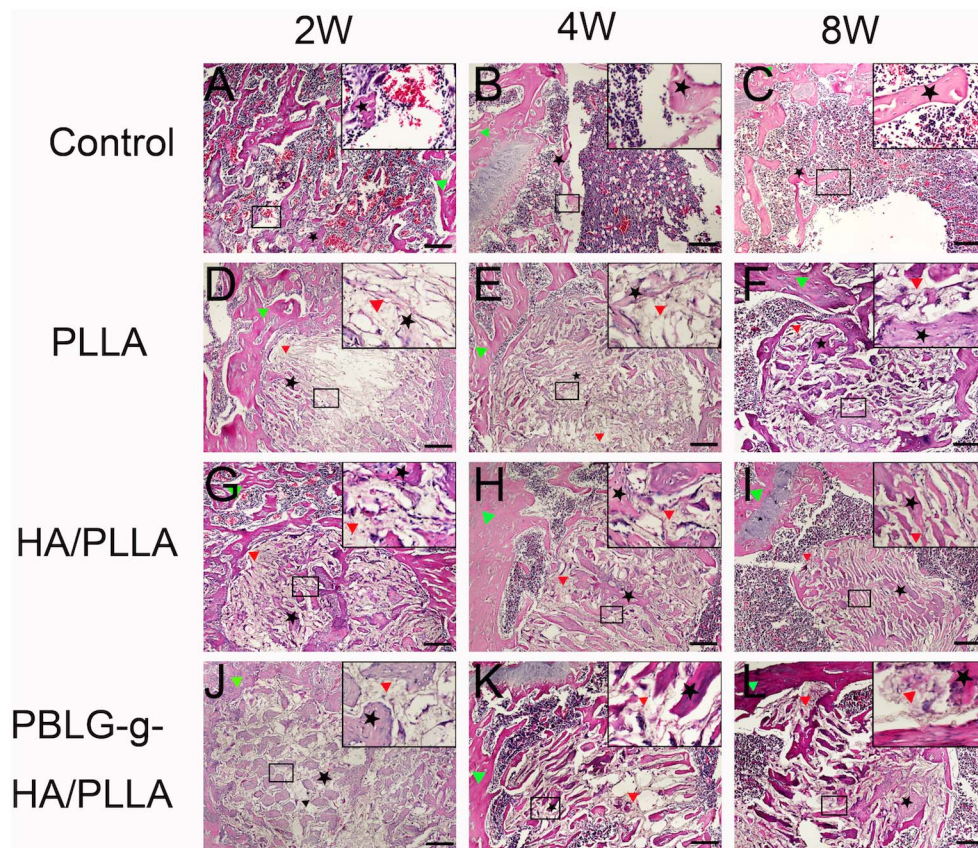 2W 4W 8W
Control A B C
PLLA D E F
HA/PLLA G H I
PBLG-g- J K L
HA/PLLA